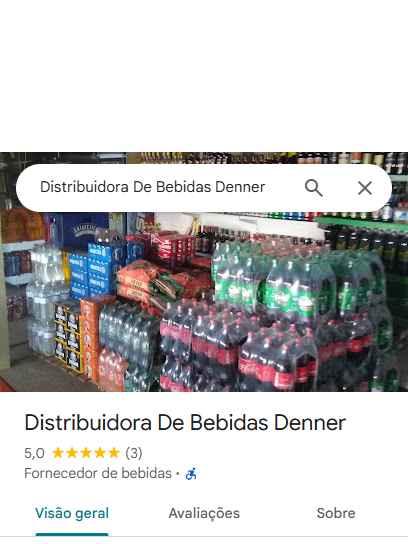 Distribuidora De Bebidas Denner
Distribuidora De Bebidas Denner
5,0 (3)
Fornecedor de bebidas ·
Visão geral
Avaliações
Sobre